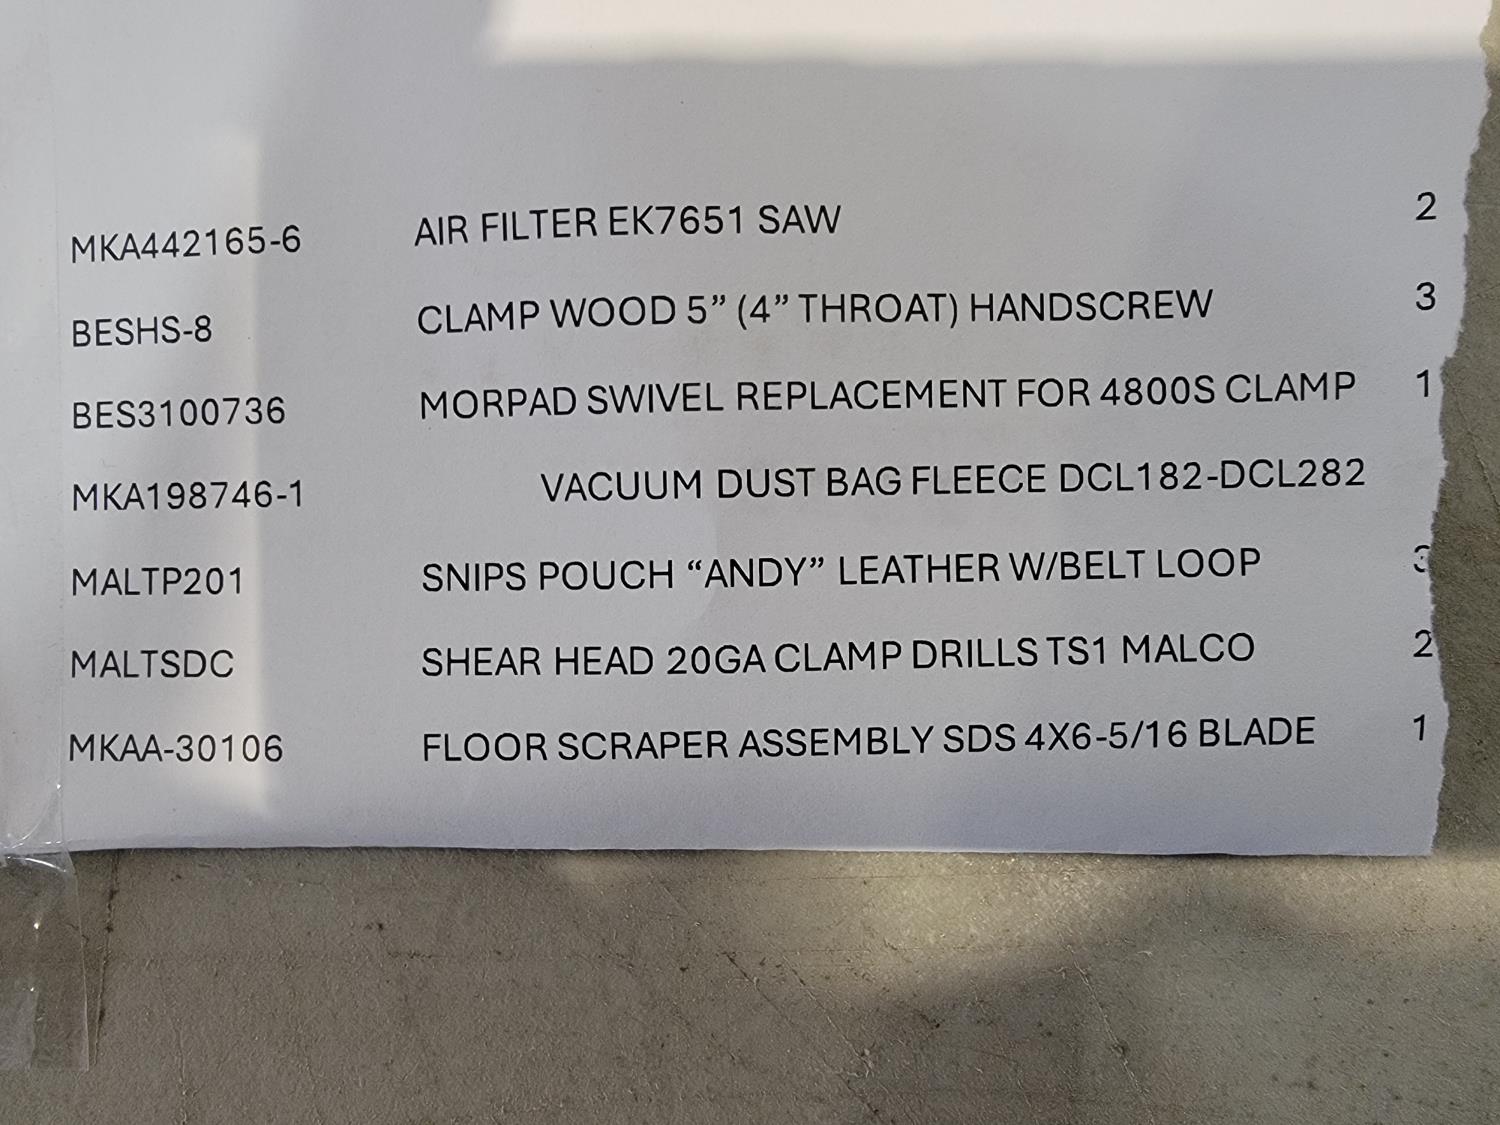 MKA442165-6 AIR FILTER EK7651 SAW 2
BESHS-8 CLAMP WOOD 5” (4” THROAT) HANDSCREW 3
BES3100736 MORPAD SWIVEL REPLACEMENT FOR 4800S CLAMP 1
MKA198746-1 VACUUM DUST BAG FLEECE DCL182-DCL282
MALTP201 SNIPS POUCH “ANDY” LEATHER W/BELT LOOP 3
MALTSDC SHEAR HEAD 20GA CLAMP DRILLS TS1 MALCO 2
MKAA-30106 FLOOR SCRAPER ASSEMBLY SDS 4X6-5/16 BLADE 1